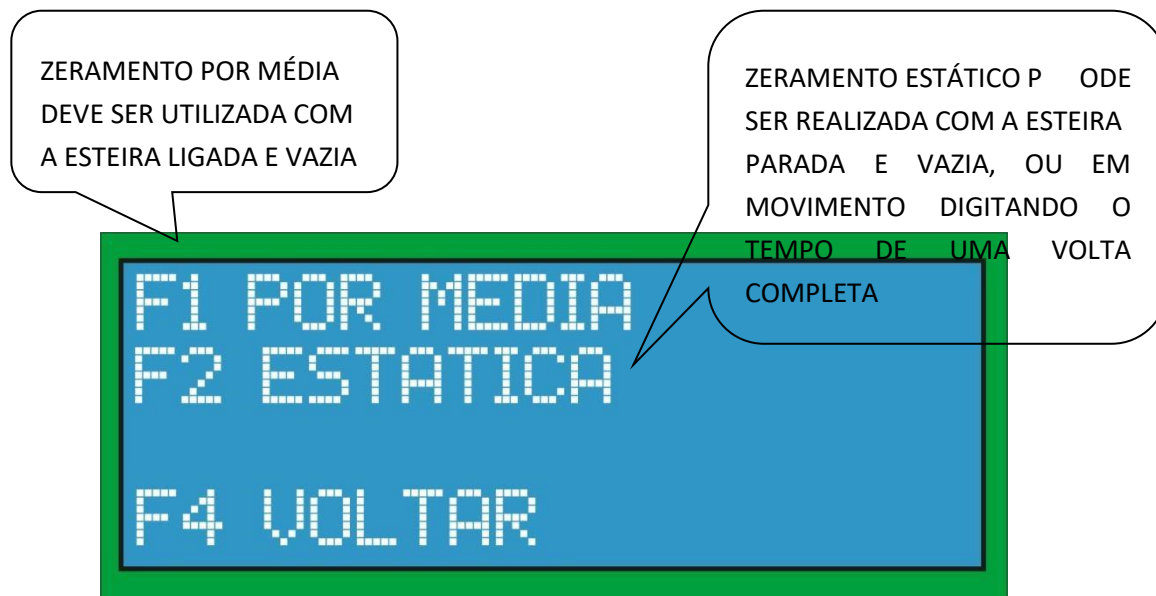 ZERAMENTO POR MÉDIA
DEVE SER UTILIZADA COM
A ESTEIRA LIGADA E VAZIA
ZERAMENTO ESTÁTICO P ODE
SER REALIZADA COM A ESTEIRA
PARADA E VAZIA, OU EM
MOVIMENTO DIGITANDO O
TEMPO DE UMA VOLTA
COMPLETA
F1 POR MEDIA
F2 ESTATICA
F4 VOLTAR